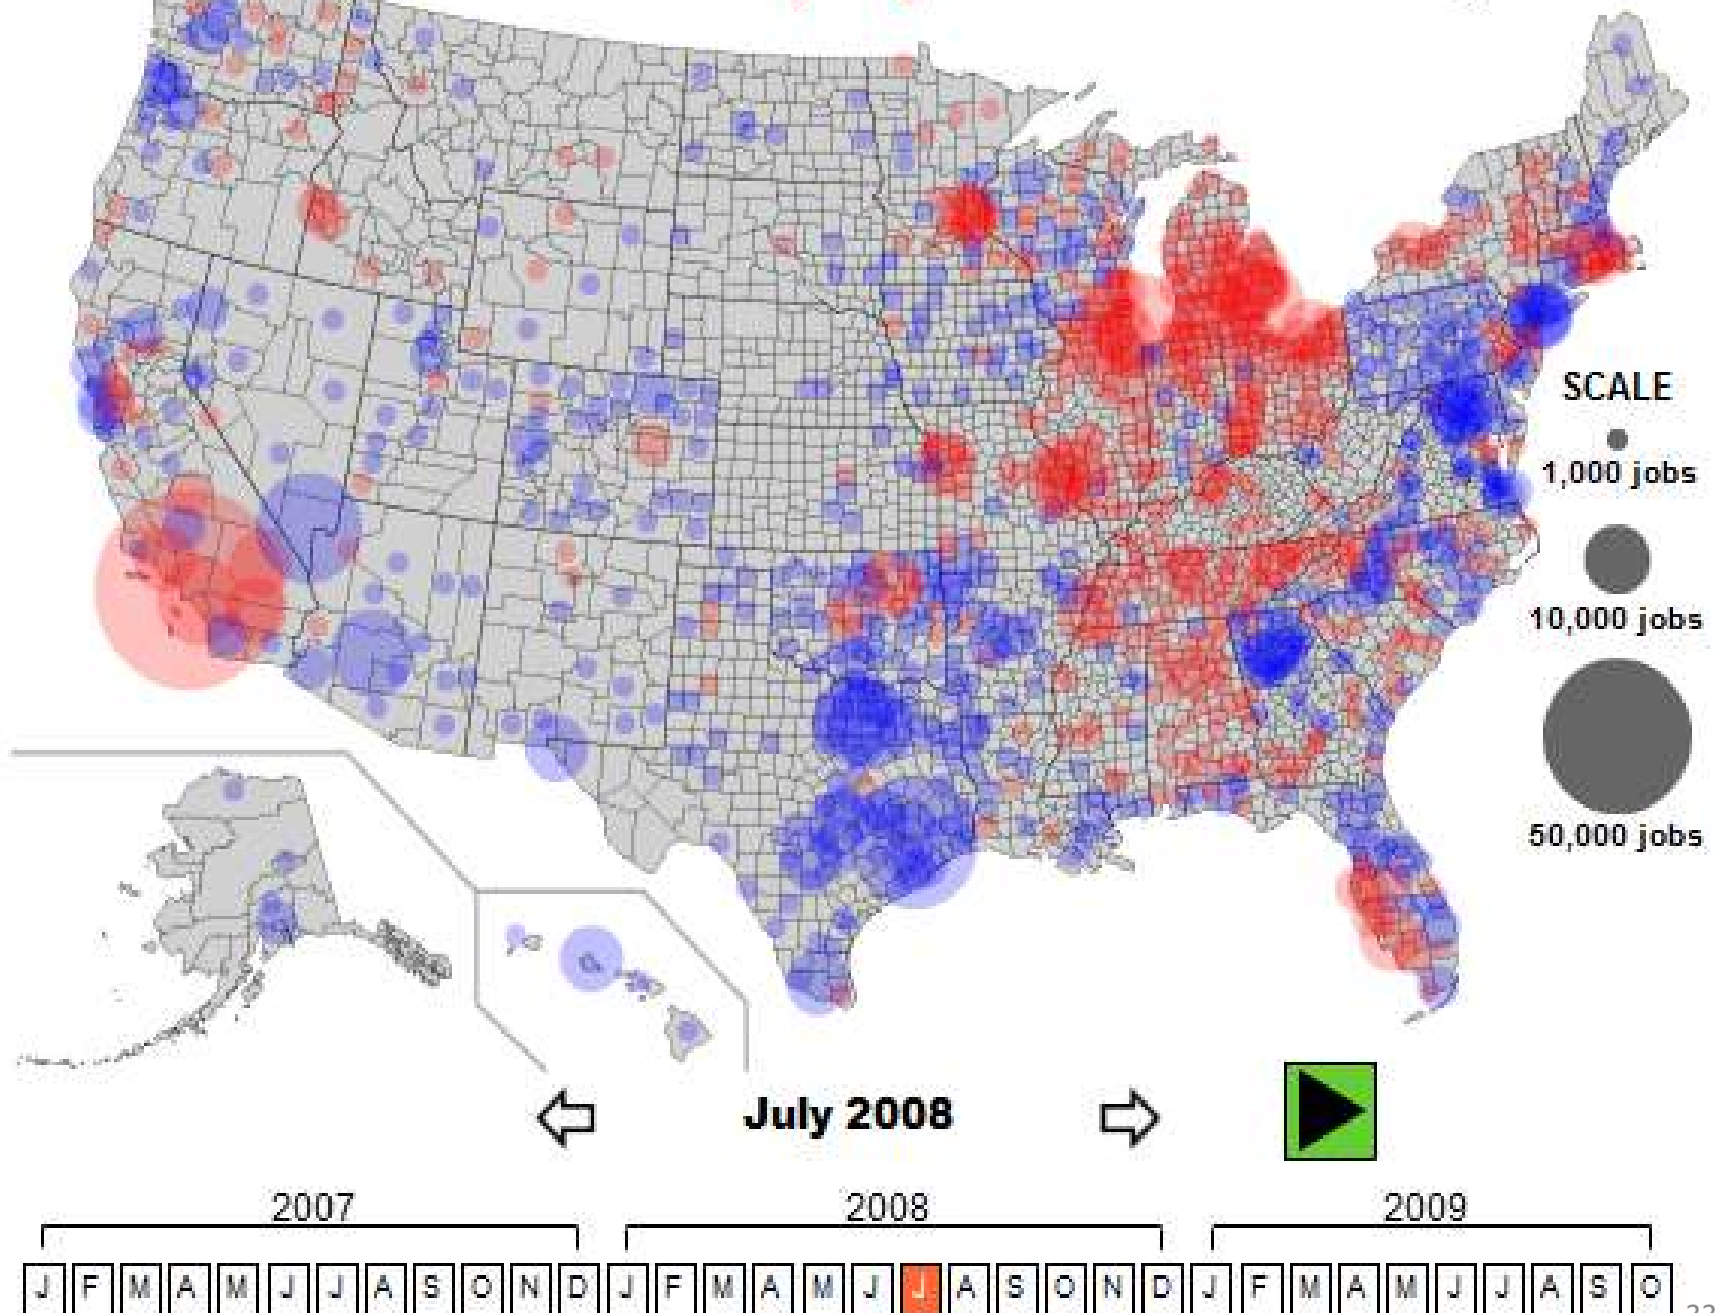 SCALE
1,000 jobs
10,000 jobs
50,000 jobs
July 2008
2007 2008 2009
J F M A M J J A S O N D J F M A M J J A S O N D J F M A M J J A S O